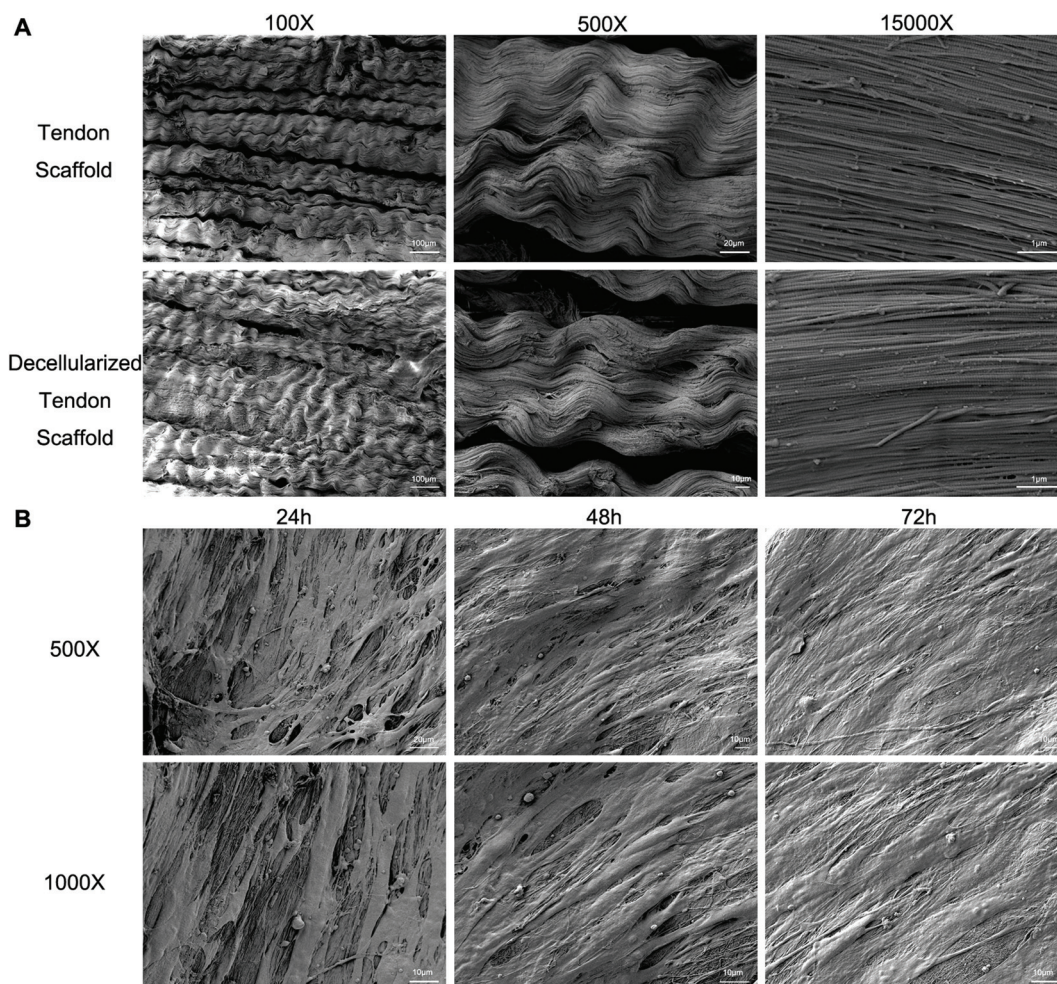 A
100X
500X
15000X
Tendon
Scaffold
100μm
20μm
1μm
Decellularized
Tendon
Scaffold
100μm
10μm
1μm
B
24h
48h
72h
500X
20μm
10μm
10μm
1000X
10μm
10μm
10μm